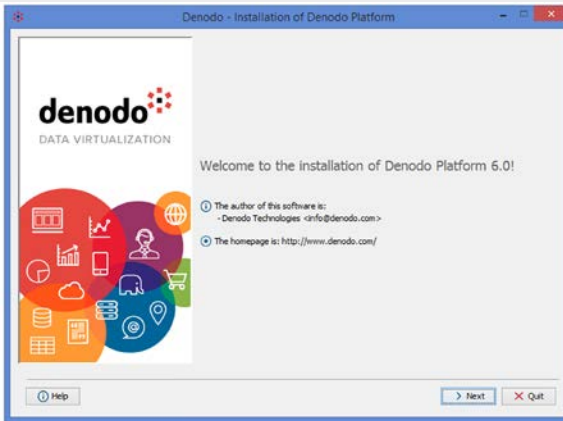 Denodo - Installation of Denodo Platform
denodo
DATA VIRTUALIZATION
Welcome to the installation of Denodo Platform 6.0!
The author of this software is:
- Denodo Technologies <info@denodo.com>
The homepage is: http://www.denodo.com/
Help
Next
Quit